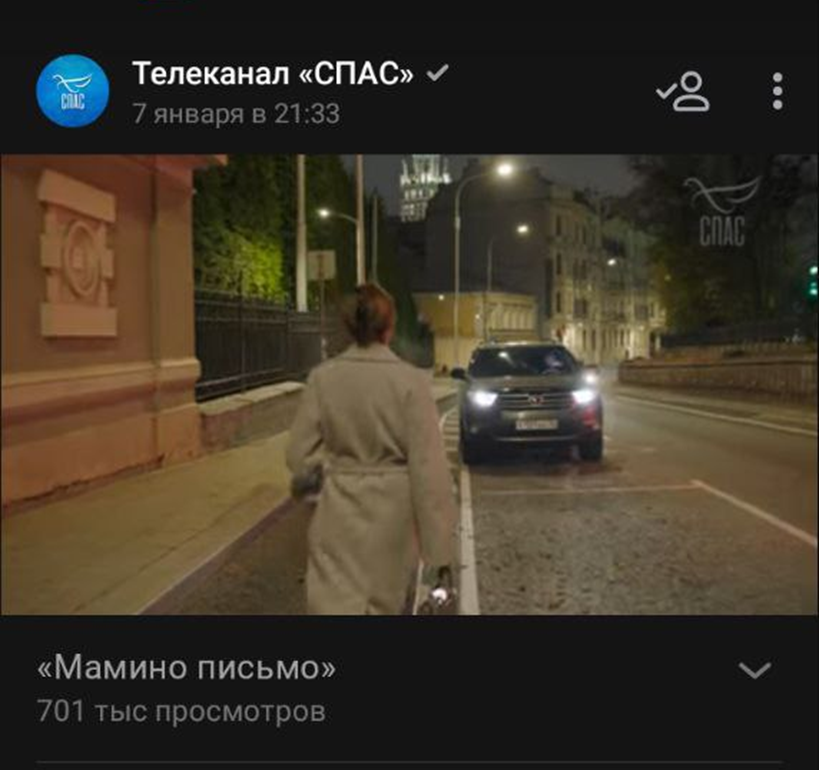 Телеканал «СПАС»
СПАС
7 января в 21:33
СПАС
«Мамино письмо»
701 тыс просмотров